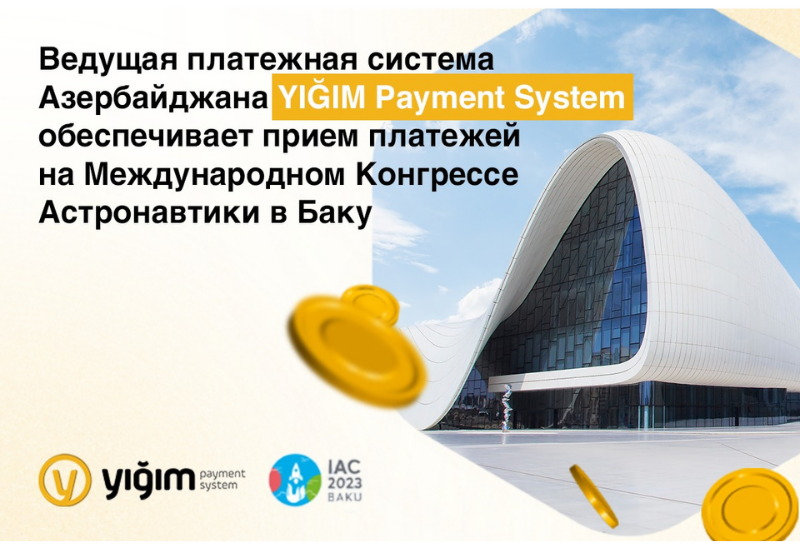 Ведущая платежная система
Азербайджана YIĞIM Payment System
обеспечивает прием платежей
на Международном Конгрессе
Астронавтики в Баку
yığım payment
system
IAC
2023
BAKU